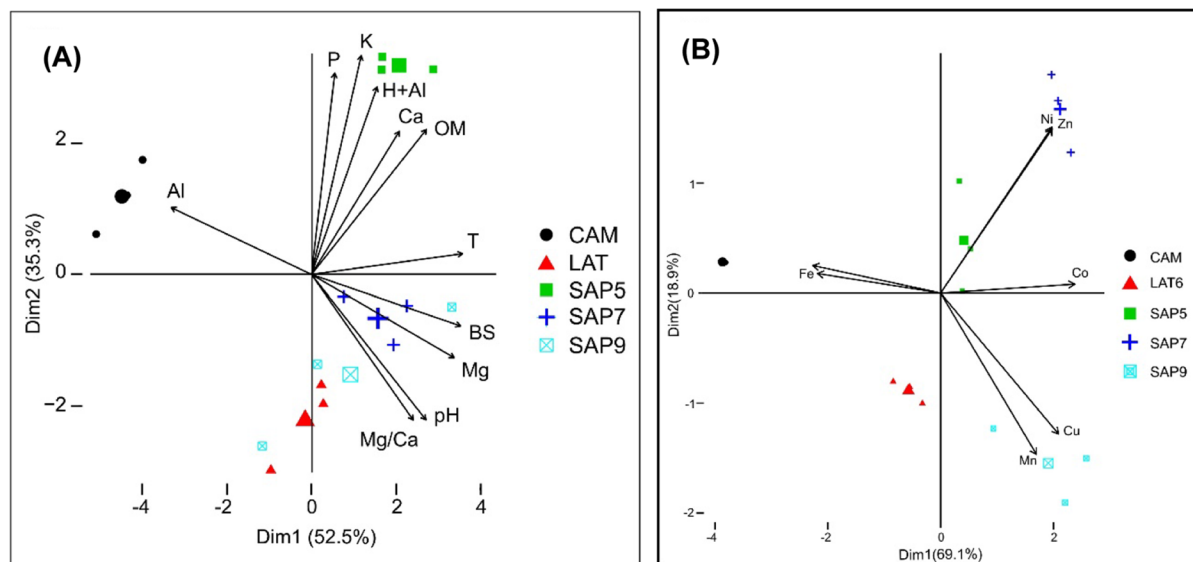 (A)
P
K
H+Al
Ca
OM
Al
T
BS
Mg
pH
Mg/Ca
2
0
−2
-4
-2
0
2
4
Dim2 (35.3%)
Dim1 (52.5%)
CAM
LAT
SAP5
SAP7
SAP9
(B)
Ni Zn
Fe
Co
Cu
Mn
1
0
-1
-2
-4
-2
0
2
Dim2(18.9%)
Dim1(69.1%)
CAM
LAT6
SAP5
SAP7
SAP9